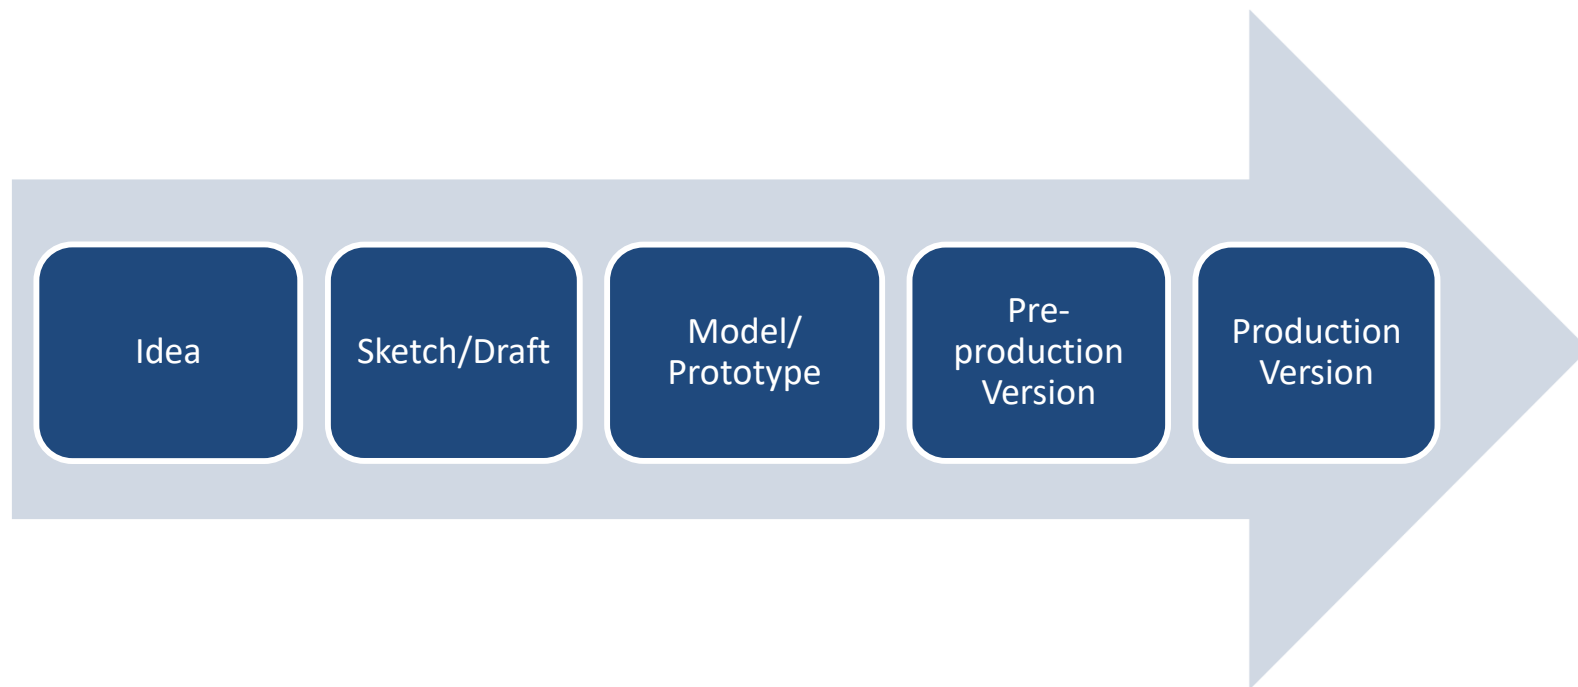 Idea
Sketch/Draft
Model/
Prototype
Pre-
production
Version
Production
Version